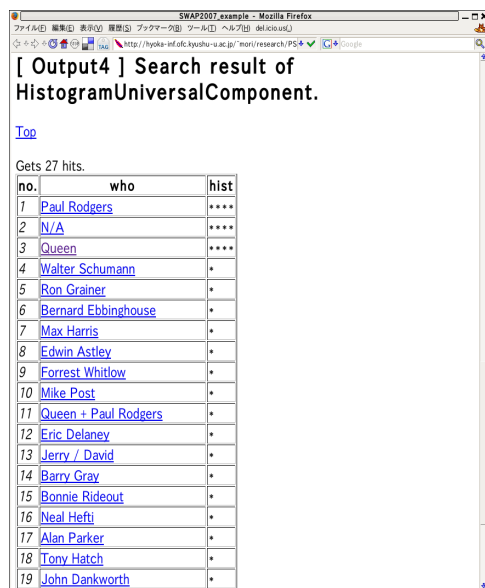 SWAP2007_example - Mozilla Firefox
ファイル(F) 編集(E) 表示(V) 履歴(S) ブックマーク(B) ツール(T) ヘルプ(H) del.icio.us(,)
TAG http://hyoka-inf.ofc.kyushu-u.ac.jp/~mori/research/PS Google
[ Output4 ] Search result of
HistogramUniversalComponent.
Top
Gets 27 hits.
no. who hist
1 Paul Rodgers ****
2 N/A ****
3 Queen ****
4 Walter Schumann *
5 Ron Grainer *
6 Bernard Ebbinghouse *
7 Max Harris *
8 Edwin Astley *
9 Forrest Whitlow *
10 Mike Post *
11 Queen + Paul Rodgers *
12 Eric Delaney *
13 Jerry / David *
14 Barry Gray *
15 Bonnie Rideout *
16 Neal Hefti *
17 Alan Parker *
18 Tony Hatch *
19 John Dankworth *